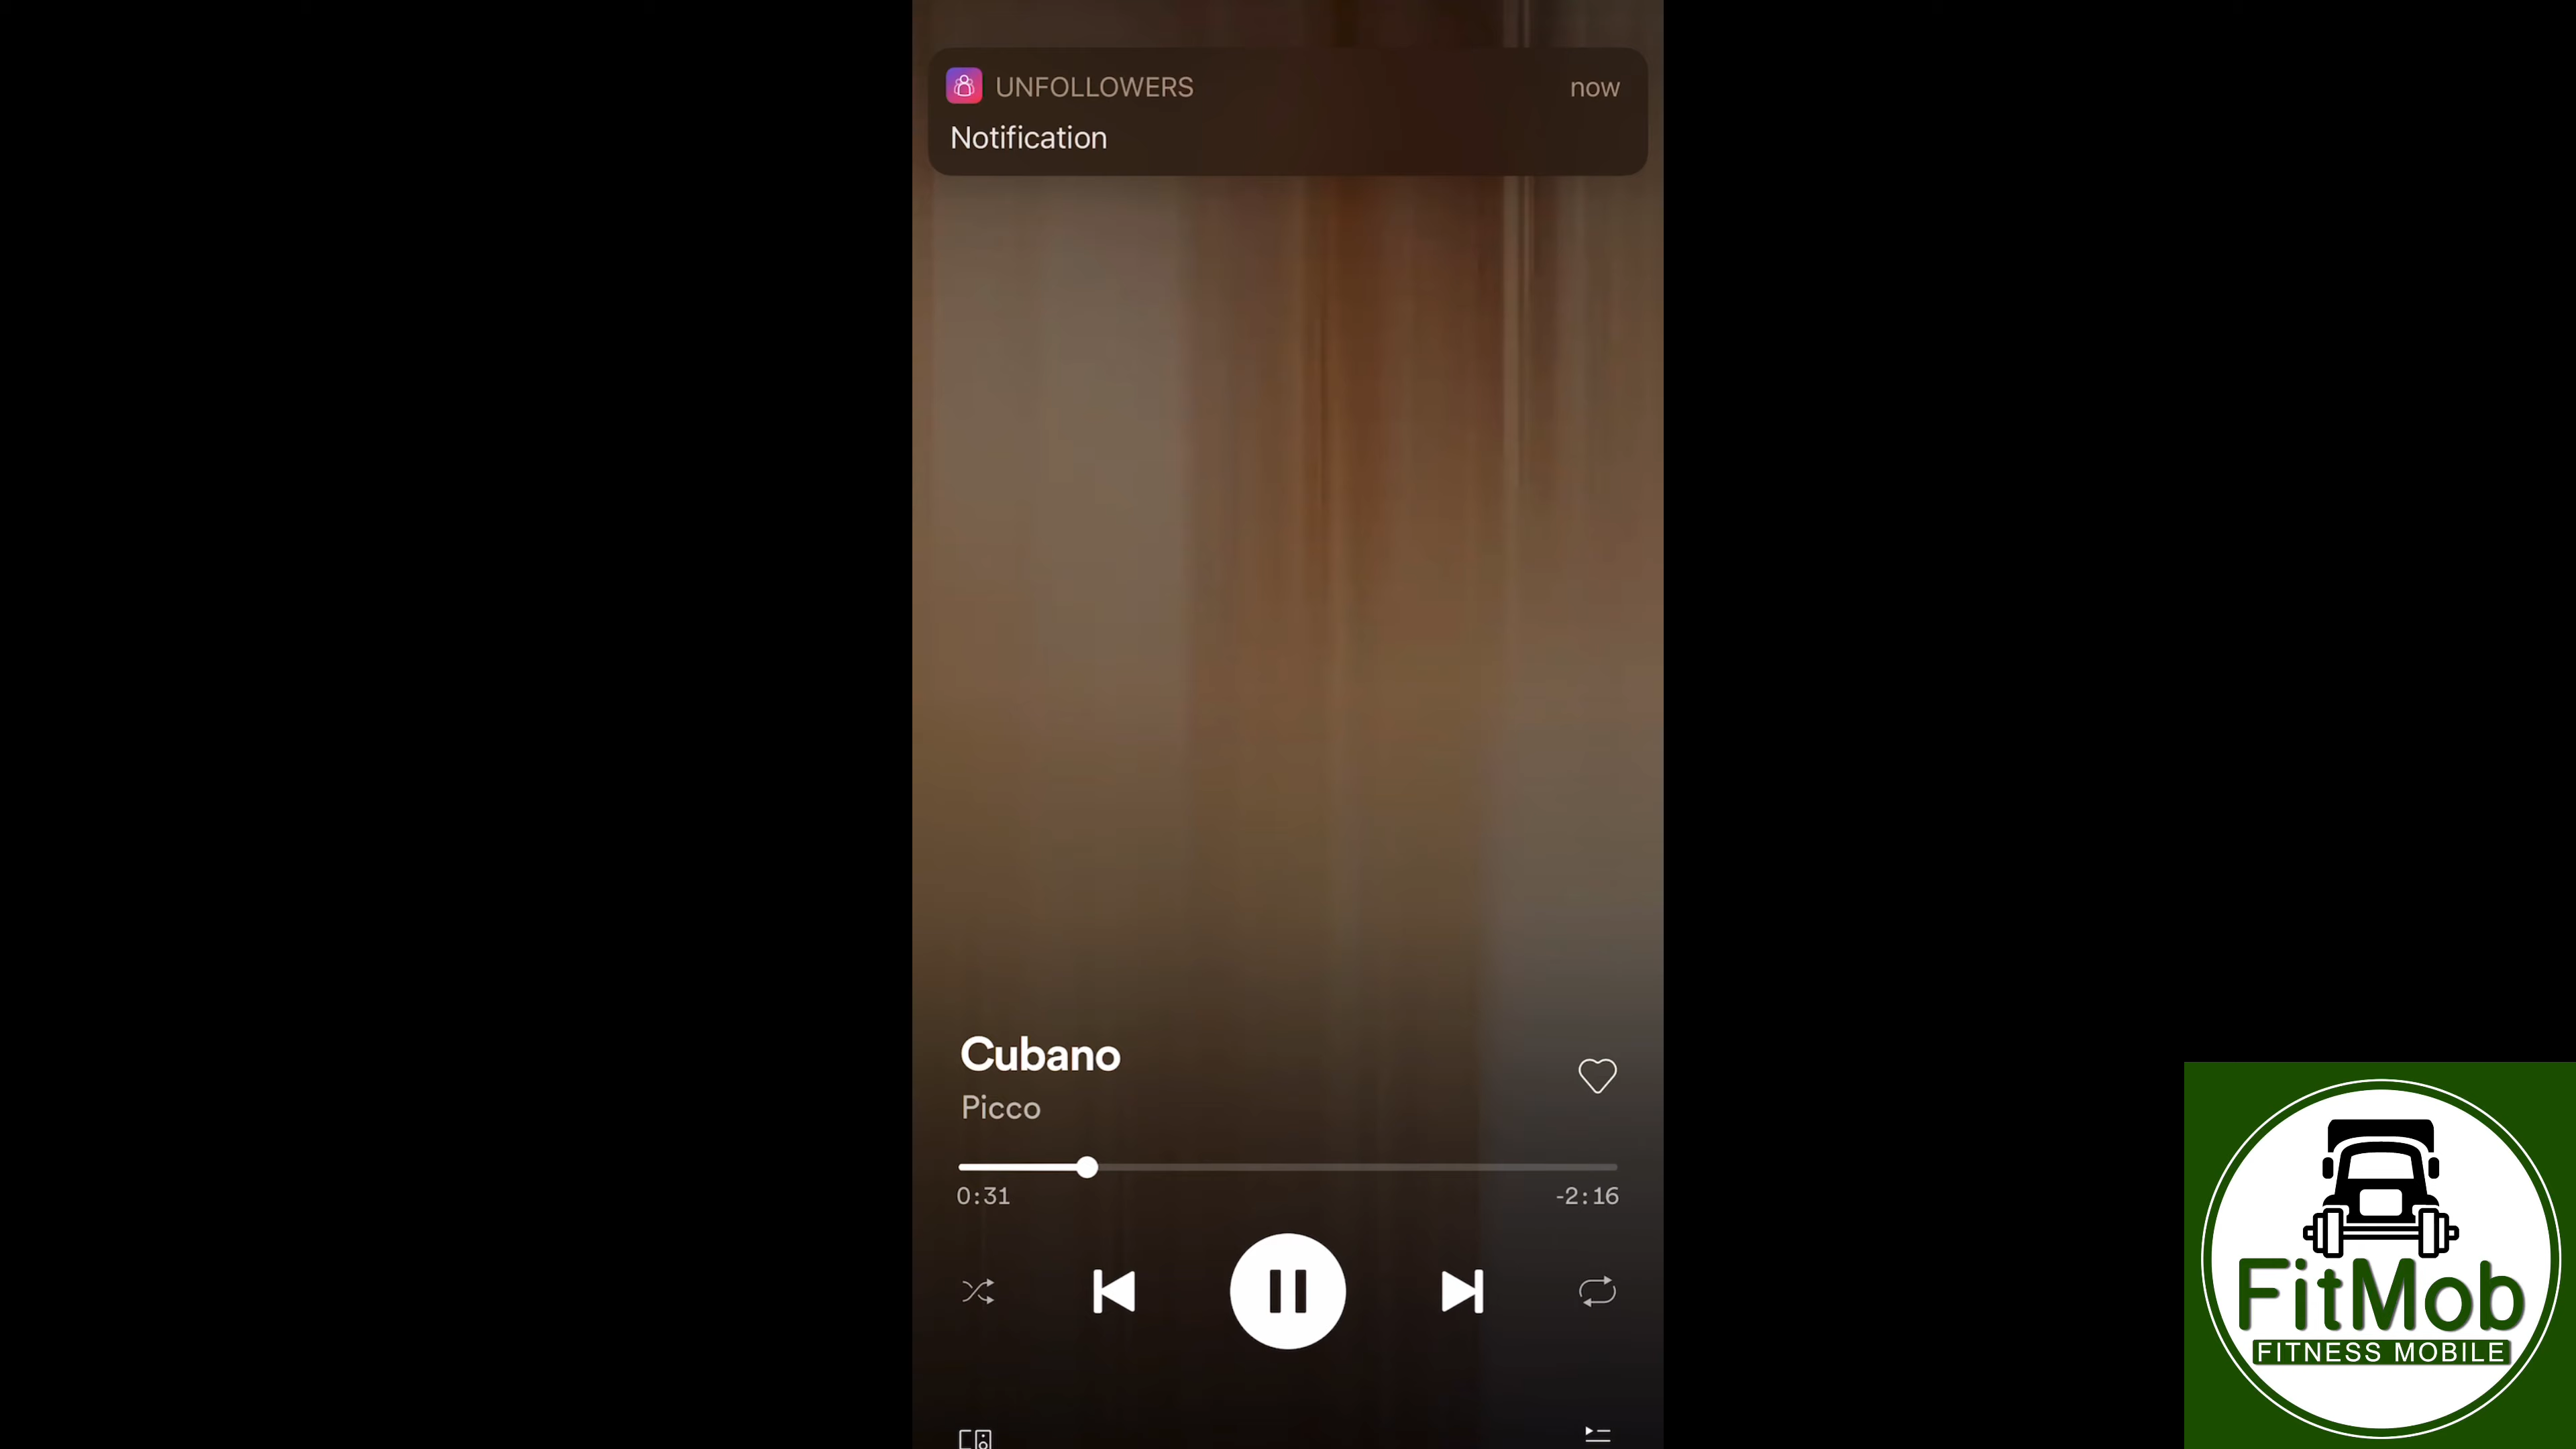 UNFOLLOWERS
now
Notification
Cubano
Picco
0:31
-2:16
FitMob
FITNESS MOBILE